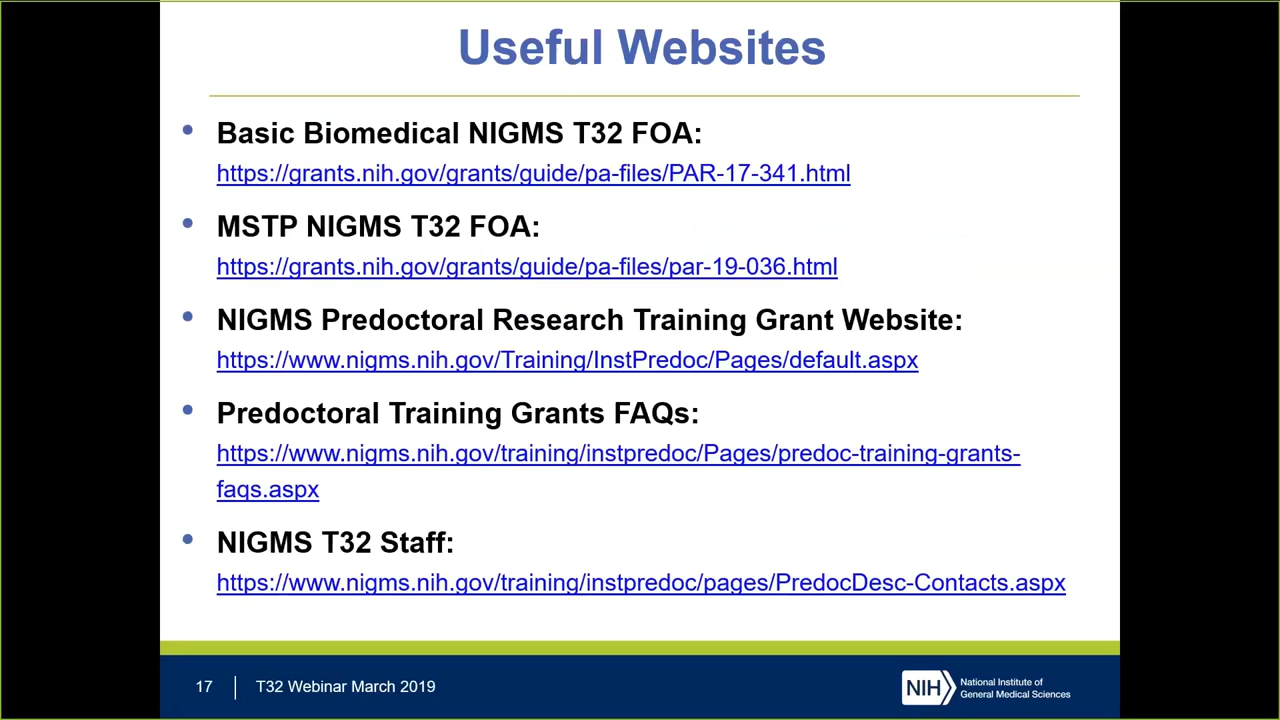 Useful Websites
• Basic Biomedical NIGMS T32 FOA:
https://grants.nih.gov/grants/guide/pa-files/PAR-17-341.html
• MSTP NIGMS T32 FOA:
https://grants.nih.gov/grants/guide/pa-files/par-19-036.html
• NIGMS Predoctoral Research Training Grant Website:
https://www.nigms.nih.gov/Training/InstPredoc/Pages/default.aspx
• Predoctoral Training Grants FAQs:
https://www.nigms.nih.gov/training/instpredoc/Pages/predoc-training-grants-
faqs.aspx
• NIGMS T32 Staff:
https://www.nigms.nih.gov/training/instpredoc/pages/PredocDesc-Contacts.aspx
17 | T32 Webinar March 2019
NIH National Institute of
General Medical Sciences